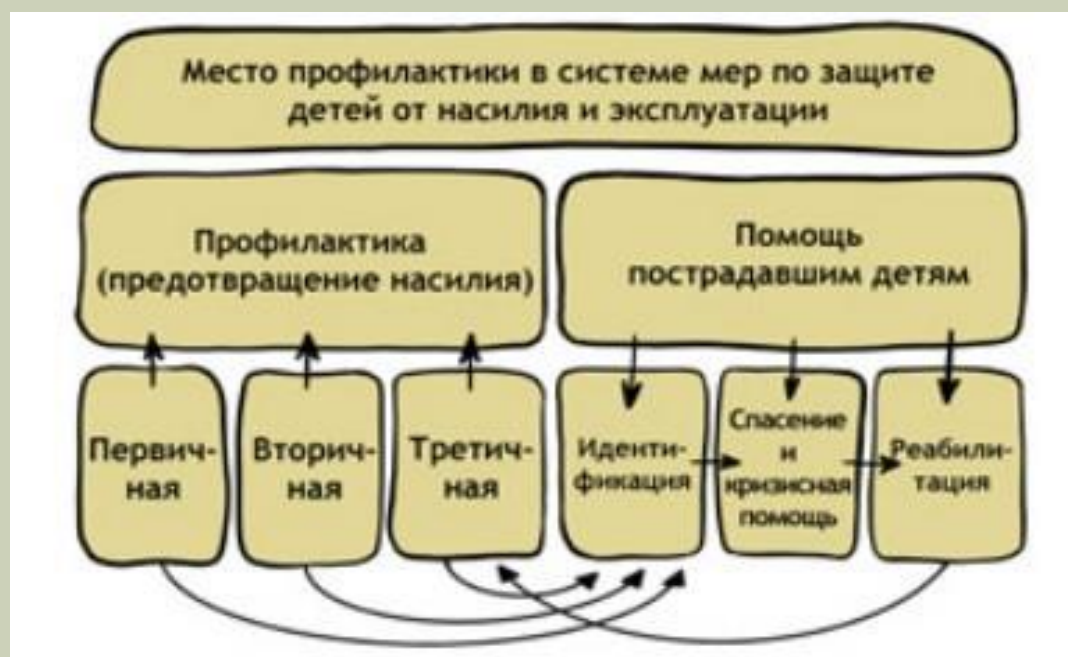 Место профилактики в системе мер по защите
детей от насилия и эксплуатации
Профилактика
(предотвращение насилия)
Помощь
пострадавшим детям
Первич-
ная
Вторич-
ная
Третич-
ная
Иденти-
фикация
Спасение
и
кризисная
помощь
Реабили-
тация